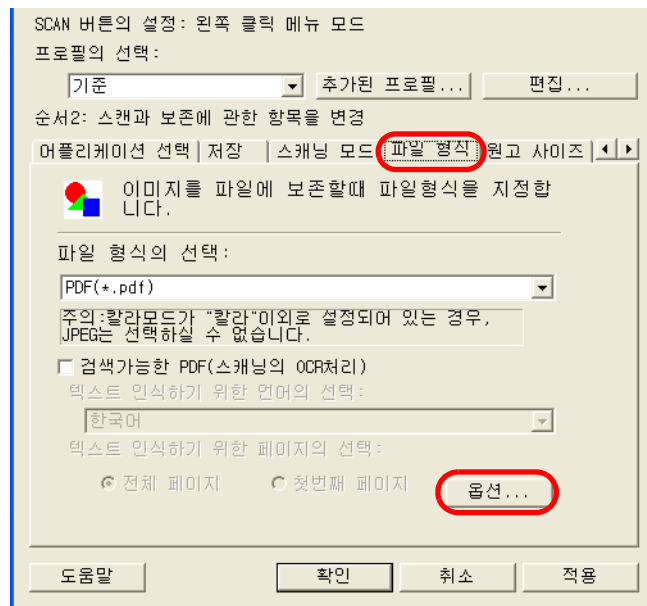 SCAN 버튼의 설정: 왼쪽 클릭 메뉴 모드
프로필의 선택:
기준 추가된 프로필... 편집...
순서2: 스캔과 보존에 관한 항목을 변경
어플리케이션 선택 저장 스캐닝 모드 파일 형식 원고 사이즈
이미지를 파일에 보존할때 파일형식을 지정합
니다.
파일 형식의 선택:
PDF(*.pdf)
주의:칼라모드가 "칼라"이외로 설정되어 있는 경우,
JPEG는 선택하실 수 없습니다.
검색가능한 PDF(스캐닝의 OCR처리)
텍스트 인식하기 위한 언어의 선택:
한국어
텍스트 인식하기 위한 페이지의 선택:
전체 페이지 첫번째 페이지 옵션...
도움말 확인 취소 적용